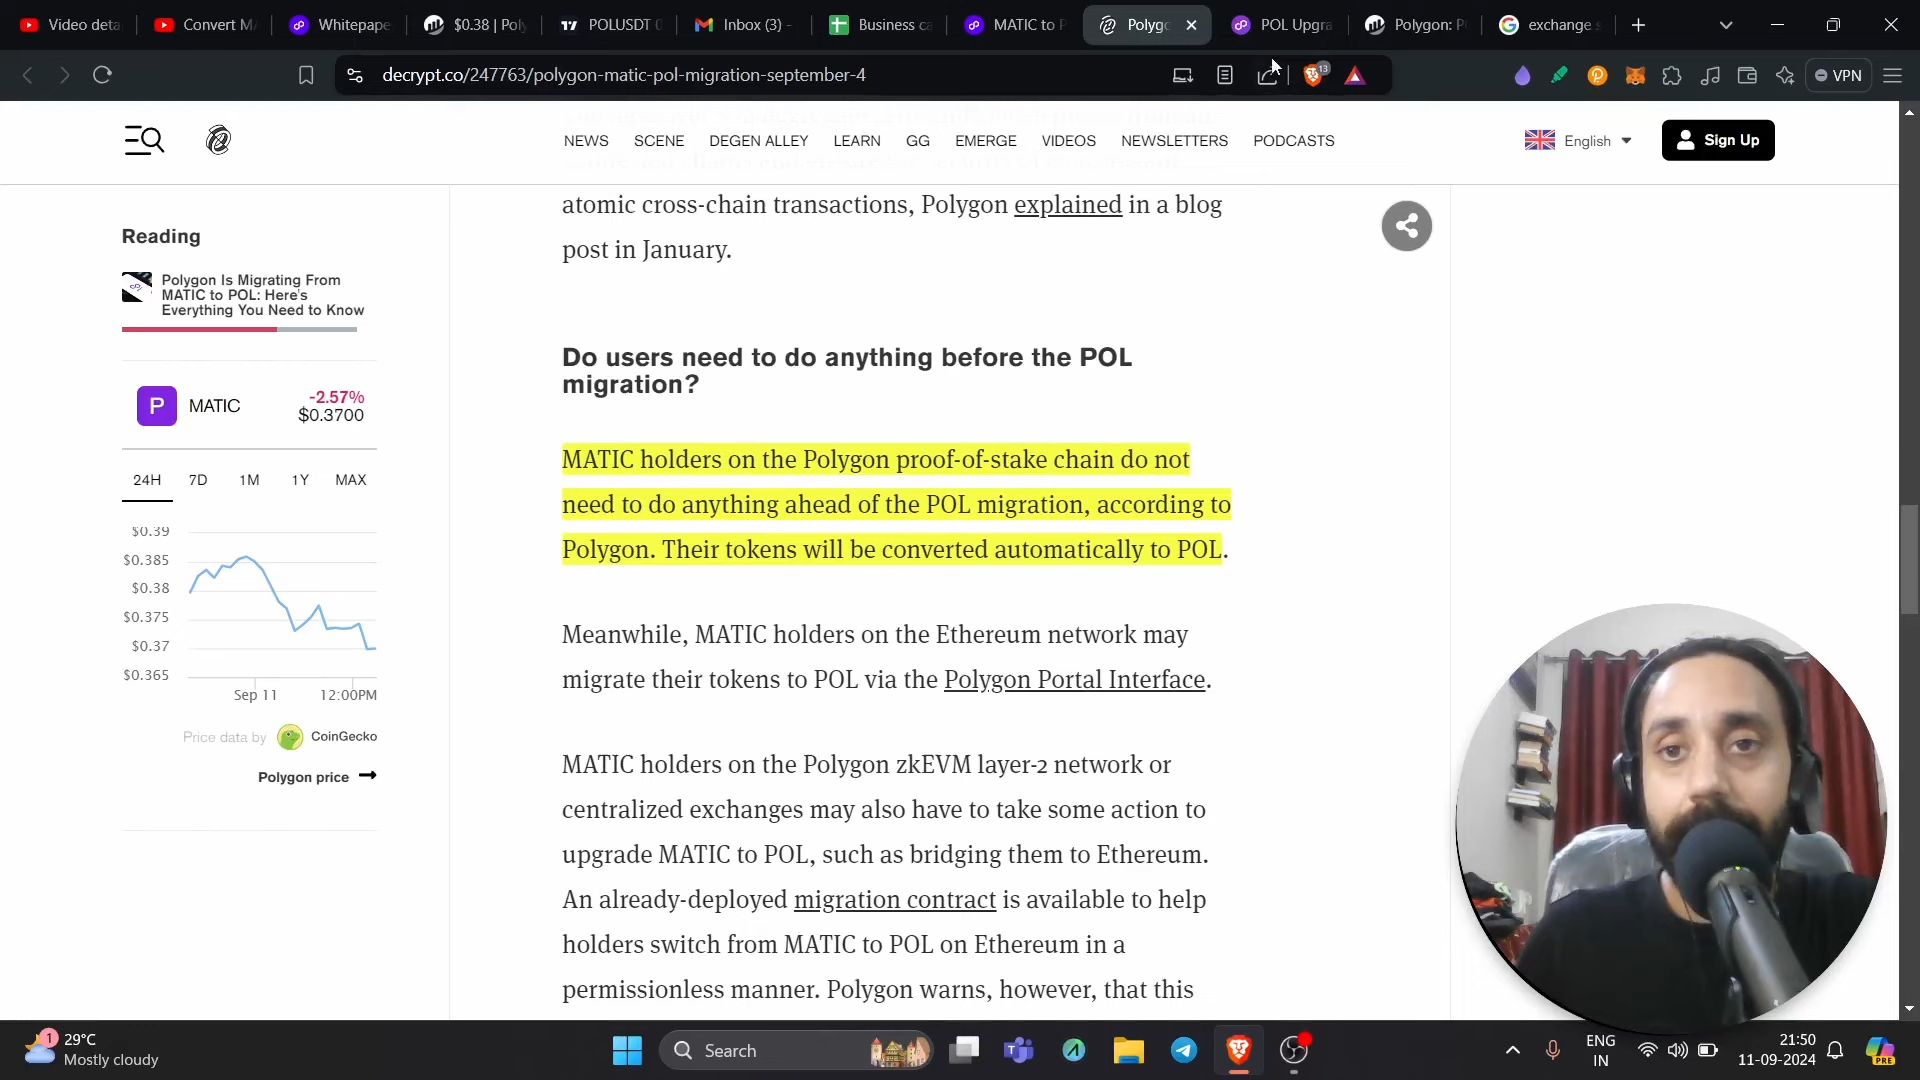 Video deta
Convert MA
Whitepape
$0.38 | Poly
POLUSDT 0
Inbox (3) -
Business ca
MATIC to P
Polygo
POL Upgra
Polygon: P
exchange s
decrypt.co/247763/polygon-matic-pol-migration-september-4
13
VPN
NEWS
SCENE
DEGEN ALLEY
LEARN
GG
EMERGE
VIDEOS
NEWSLETTERS
PODCASTS
English
Sign Up
Reading
Polygon Is Migrating From
MATIC to POL: Here's
Everything You Need to Know
P MATIC
-2.57%
$0.3700
24H 7D 1M 1Y MAX
$0.39
$0.385
$0.38
$0.375
$0.37
$0.365
Sep 11 12:00PM
Price data by CoinGecko
Polygon price
atomic cross-chain transactions, Polygon explained in a blog
post in January.
Do users need to do anything before the POL
migration?
MATIC holders on the Polygon proof-of-stake chain do not
need to do anything ahead of the POL migration, according to
Polygon. Their tokens will be converted automatically to POL.
Meanwhile, MATIC holders on the Ethereum network may
migrate their tokens to POL via the Polygon Portal Interface.
MATIC holders on the Polygon zkEVM layer-2 network or
centralized exchanges may also have to take some action to
upgrade MATIC to POL, such as bridging them to Ethereum.
An already-deployed migration contract is available to help
holders switch from MATIC to POL on Ethereum in a
permissionless manner. Polygon warns, however, that this
1
29°C
Mostly cloudy
Search
ENG
IN
21:50
11-09-2024
PRE